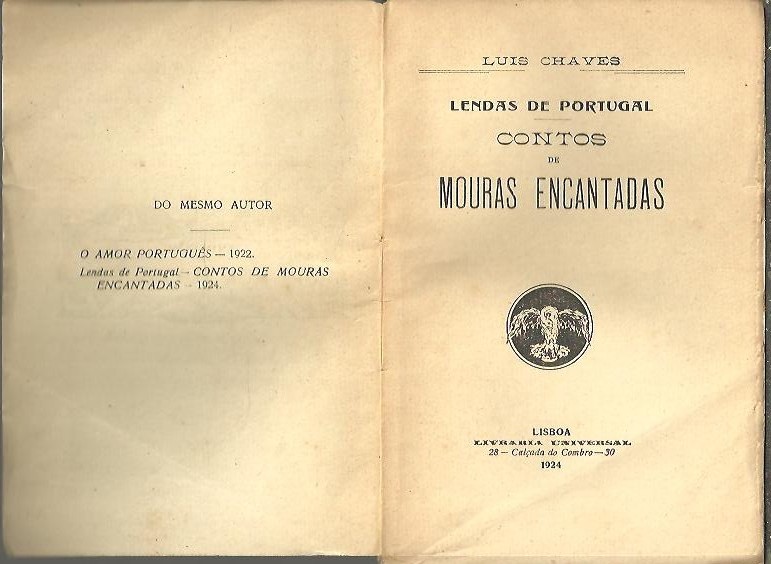 DO MESMO AUTOR
O AMOR PORTUGUÊS — 1922.
Lendas de Portugal — CONTOS DE MOURAS
ENCANTADAS — 1924.
LUIS CHAVES
LENDAS DE PORTUGAL
CONTOS
DE
MOURAS ENCANTADAS
LISBOA
LIVRARIA UNIVERSAL
28 — Calçada do Combro — 30
1924